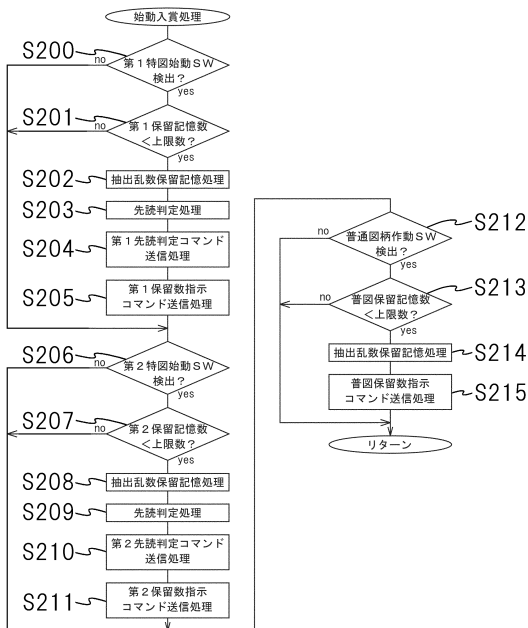 始動入賞処理
S200
第1特図始動SW
検出?
no
yes
S201
第1保留記憶数
<上限数?
no
yes
S202
抽出乱数保留記憶処理
S203
先読判定処理
S204
第1先読判定コマンド
送信処理
S205
第1保留数指示
コマンド送信処理
S206
第2特図始動SW
検出?
no
yes
S207
第2保留記憶数
<上限数?
no
yes
S208
抽出乱数保留記憶処理
S209
先読判定処理
S210
第2先読判定コマンド
送信処理
S211
第2保留数指示
コマンド送信処理
S212
普通図柄作動SW
検出?
no
yes
S213
普図保留記憶数
<上限数?
no
yes
S214
抽出乱数保留記憶処理
S215
普図保留数指示
コマンド送信処理
リターン